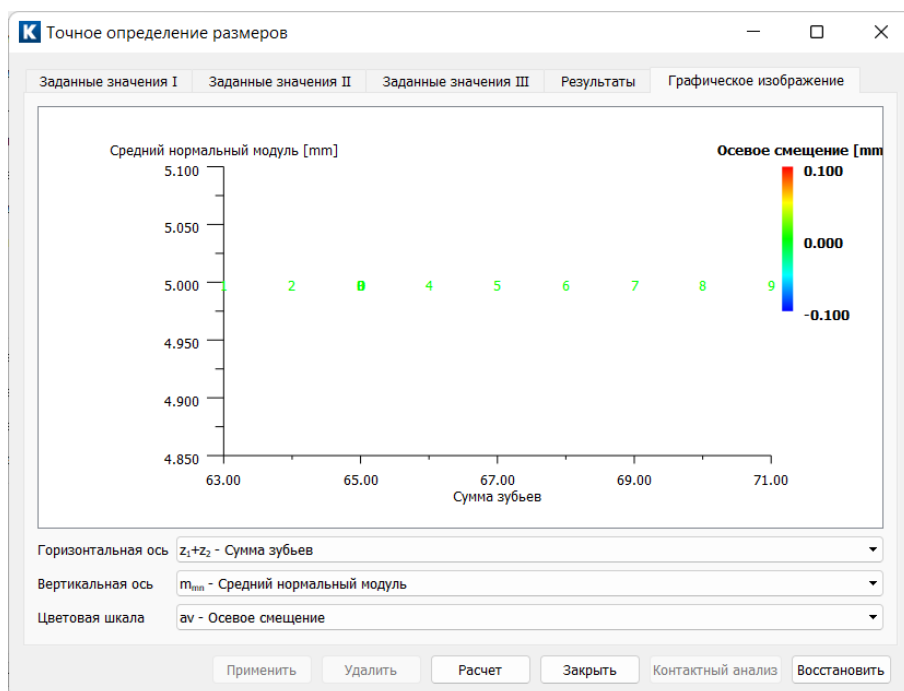 K Точное определение размеров
Заданные значения I Заданные значения II Заданные значения III Результаты Графическое изображение
Средний нормальный модуль [mm] Осевое смещение [mm
5.100 0.100
5.050 0.000
5.000 1 2 4 5 6 7 8 9
-0.100
4.950
4.900
4.850
63.00 65.00 67.00 69.00 71.00
Сумма зубьев
Горизонтальная ось z₁+z₂ - Сумма зубьев
Вертикальная ось mₘₙ - Средний нормальный модуль
Цветовая шкала av - Осевое смещение
Применить Удалить Расчет Закрыть Контактный анализ Восстановить